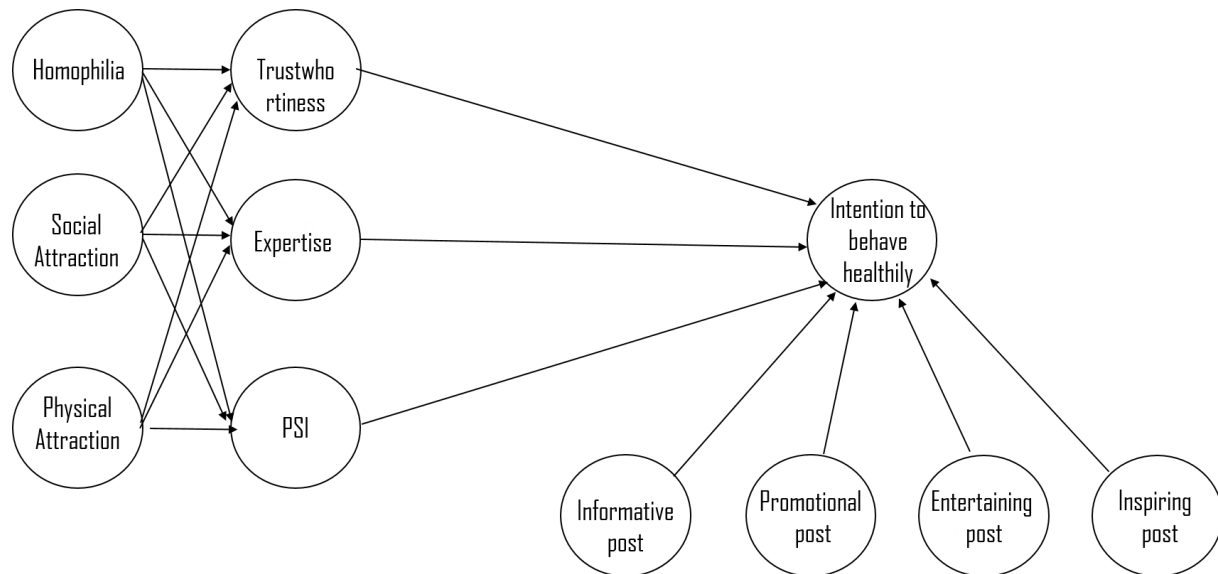 Homophilia
Trustwho
rtiness
Social
Attraction
Expertise
Intention to
behave
healthily
Physical
Attraction
PSI
Informative
post
Promotional
post
Entertaining
post
Inspiring
post